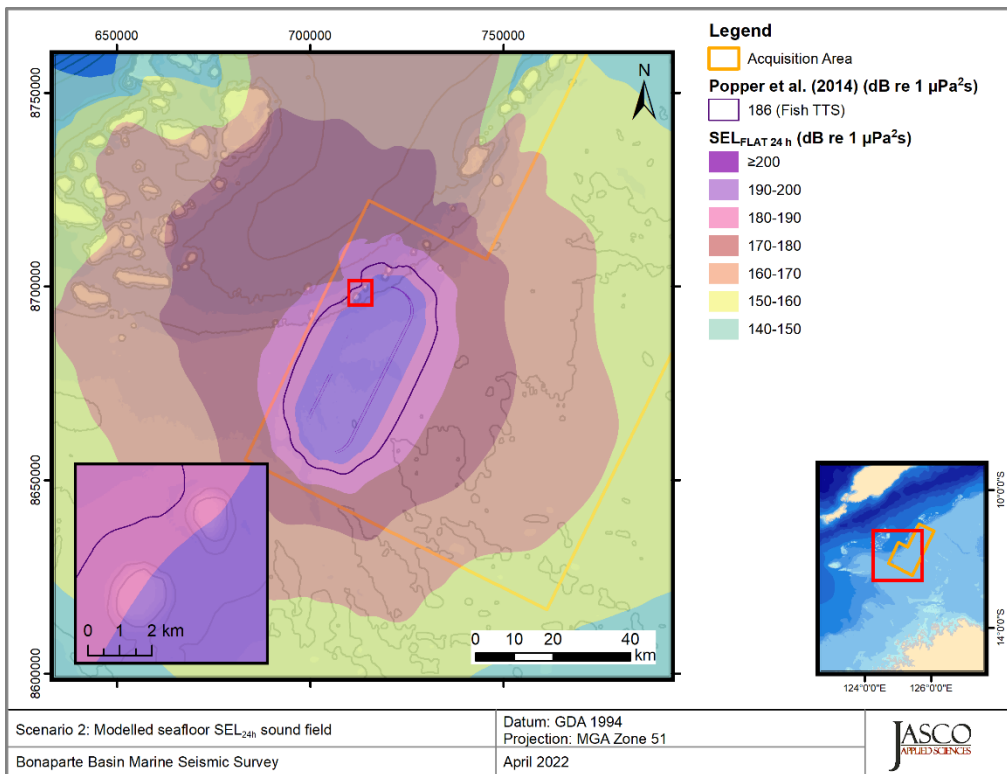 650000 700000 750000
8750000
8700000
8650000
8600000
N
0 1 2 km
0 10 20 40
km
Legend
Acquisition Area
Popper et al. (2014) (dB re 1 µPa²s)
186 (Fish TTS)
SEL_FLAT 24 h (dB re 1 µPa²s)
≥200
190-200
180-190
170-180
160-170
150-160
140-150
10°0'0"S
14°0'0"S
124°0'0"E 126°0'0"E
Scenario 2: Modelled seafloor SEL₂₄ₕ sound field
Datum: GDA 1994
Projection: MGA Zone 51
Bonaparte Basin Marine Seismic Survey
April 2022
JASCO
APPLIED SCIENCES